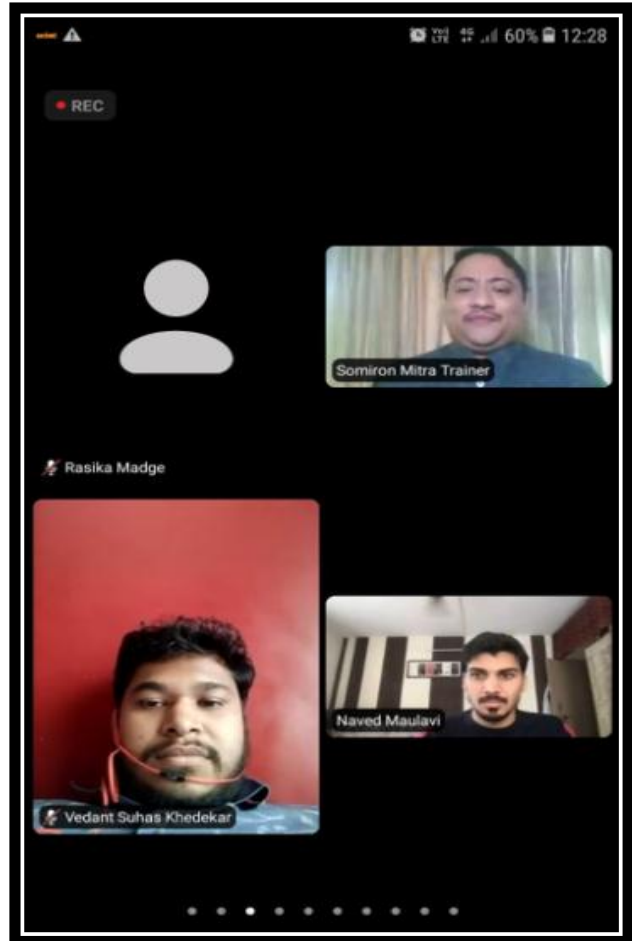 60% 12:28
REC
Somiron Mitra Trainer
Rasika Madge
Naved Maulavi
Vedant Suhas Khedekar